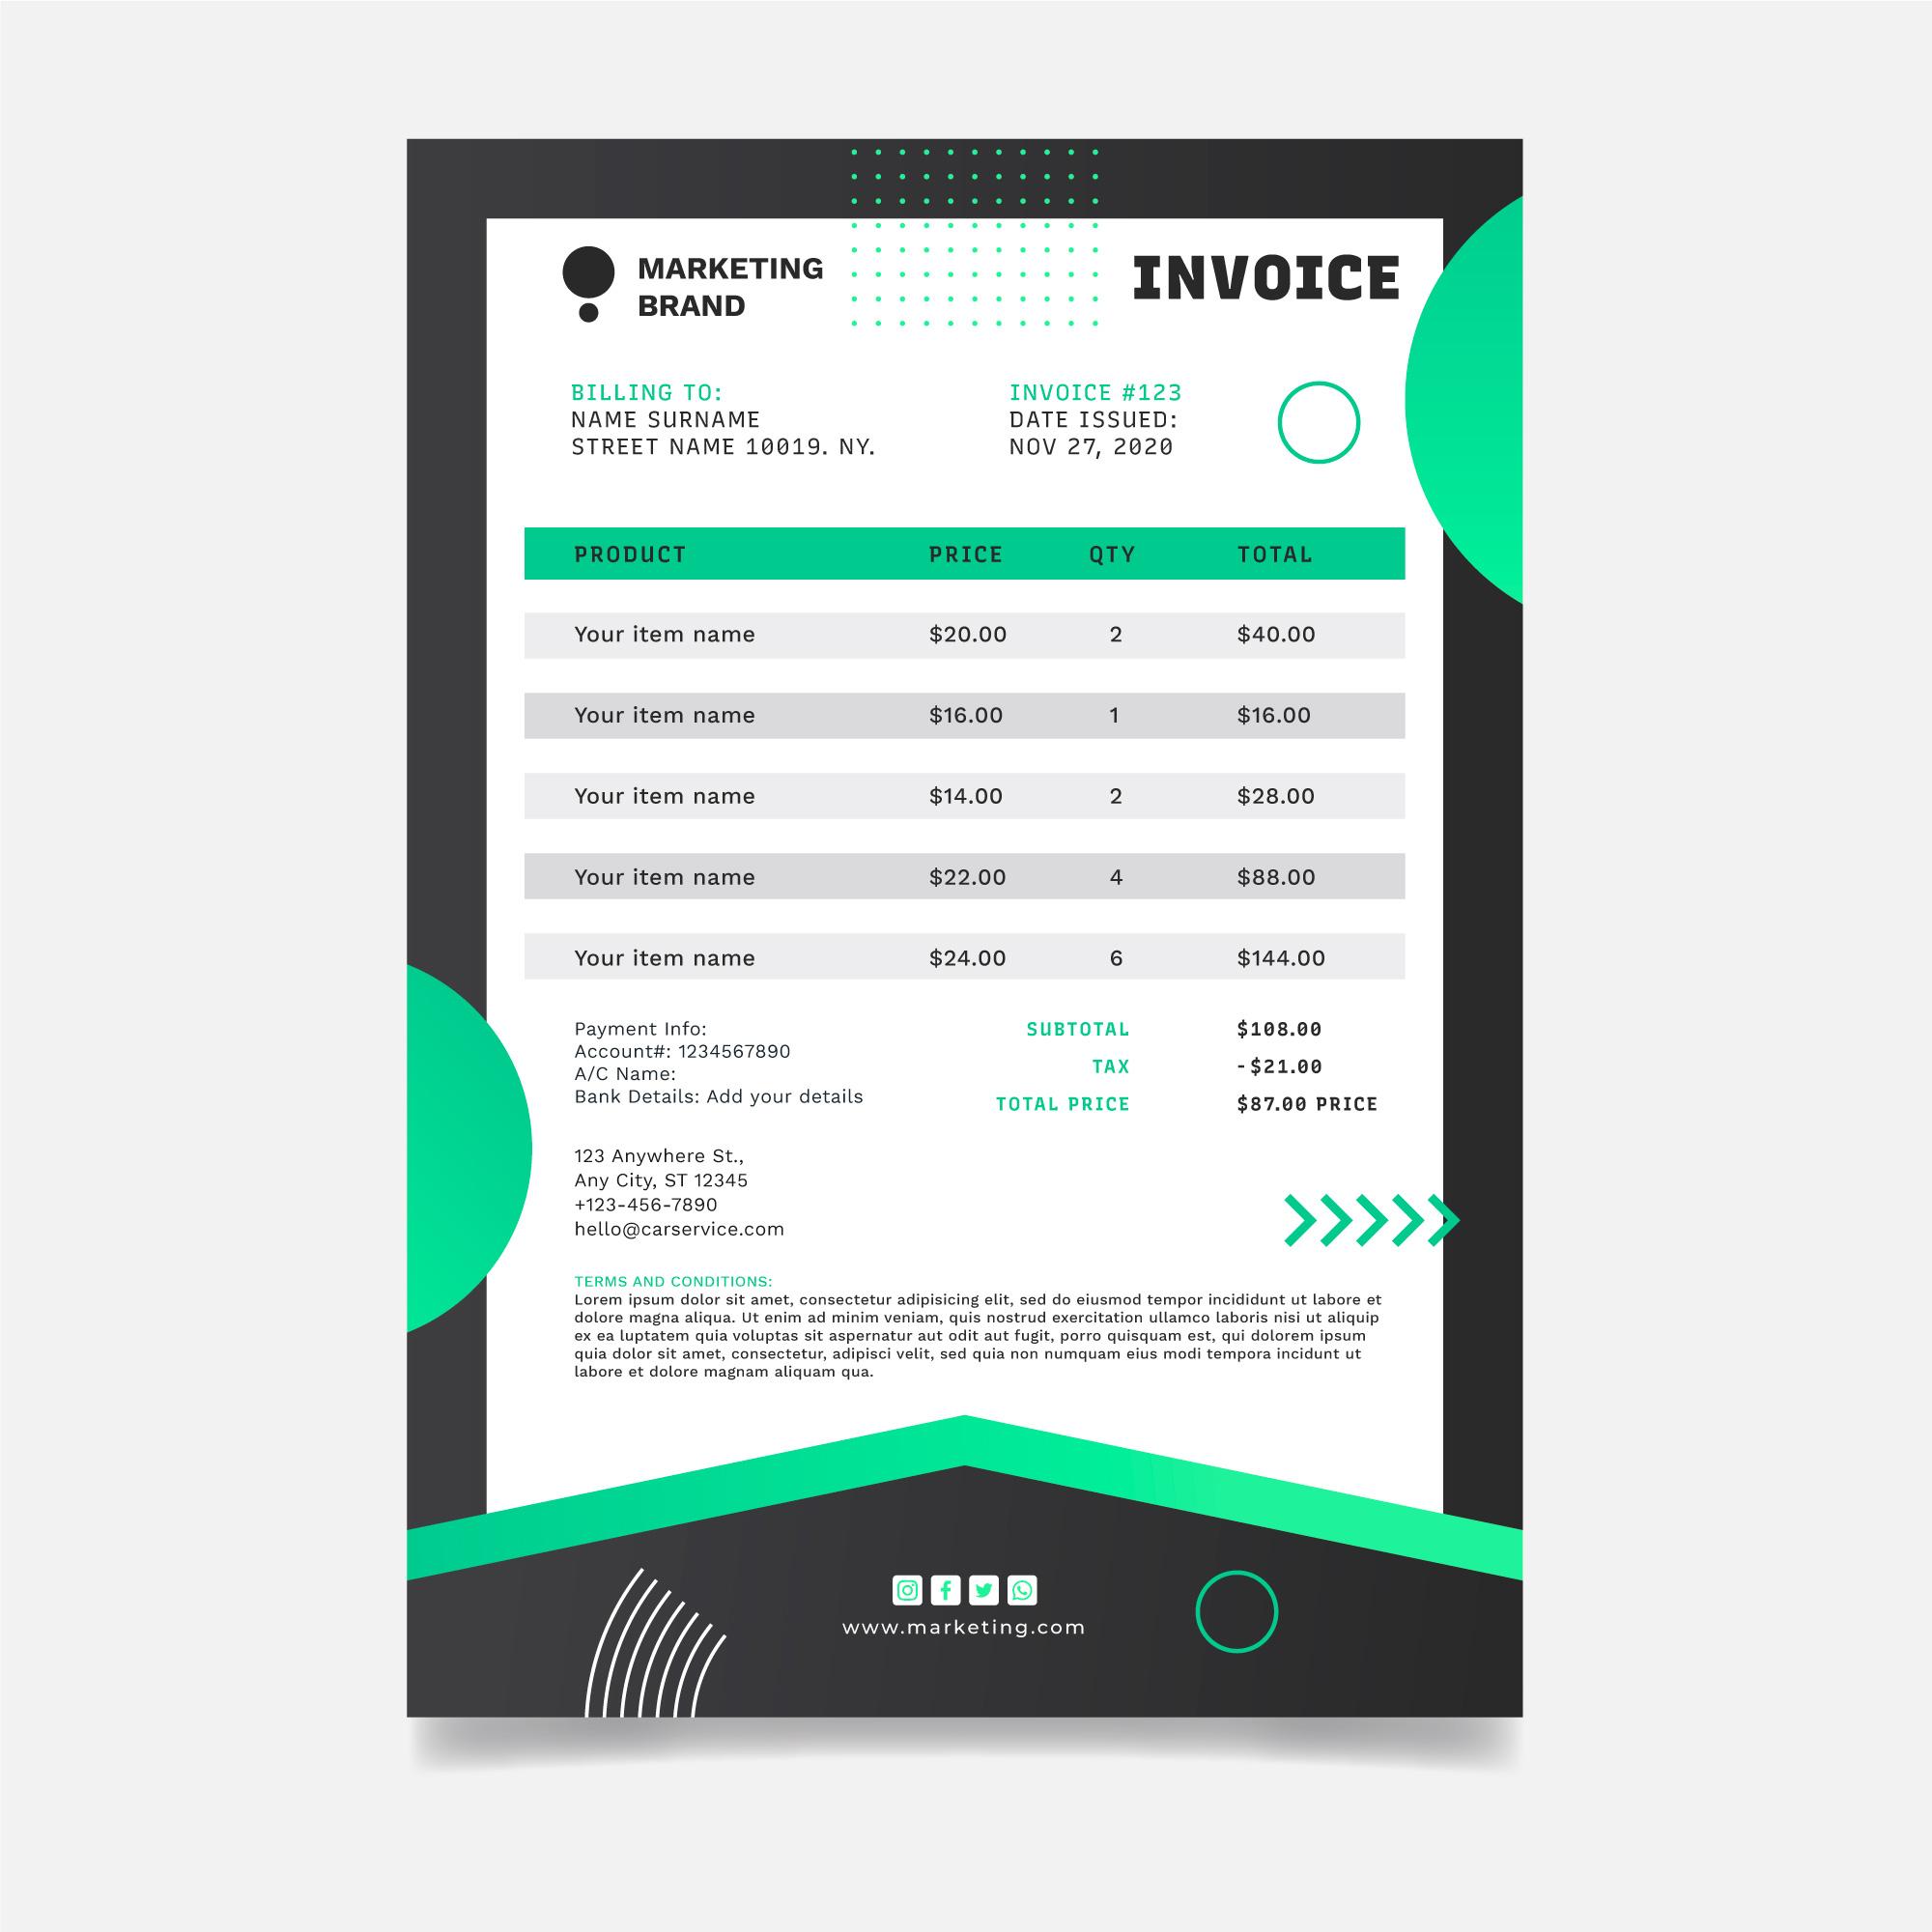 MARKETING
BRAND
INVOICE
BILLING TO:
NAME SURNAME
STREET NAME 10019. NY.
INVOICE #123
DATE ISSUED:
NOV 27, 2020
PRODUCT PRICE QTY TOTAL
Your item name $20.00 2 $40.00
Your item name $16.00 1 $16.00
Your item name $14.00 2 $28.00
Your item name $22.00 4 $88.00
Your item name $24.00 6 $144.00
Payment Info:
Account#: 1234567890
A/C Name:
Bank Details: Add your details
SUBTOTAL $108.00
TAX -$21.00
TOTAL PRICE $87.00 PRICE
123 Anywhere St.,
Any City, ST 12345
+123-456-7890
hello@carservice.com
TERMS AND CONDITIONS:
Lorem ipsum dolor sit amet, consectetur adipisicing elit, sed do eiusmod tempor incididunt ut labore et
dolore magna aliqua. Ut enim ad minim veniam, quis nostrud exercitation ullamco laboris nisi ut aliquip
ex ea luptatem quia voluptas sit aspernatur aut odit aut fugit, porro quisquam est, qui dolorem ipsum
quia dolor sit amet, consectetur, adipisci velit, sed quia non numquam eius modi tempora incidunt ut
labore et dolore magnam aliquam qua.
www.marketing.com